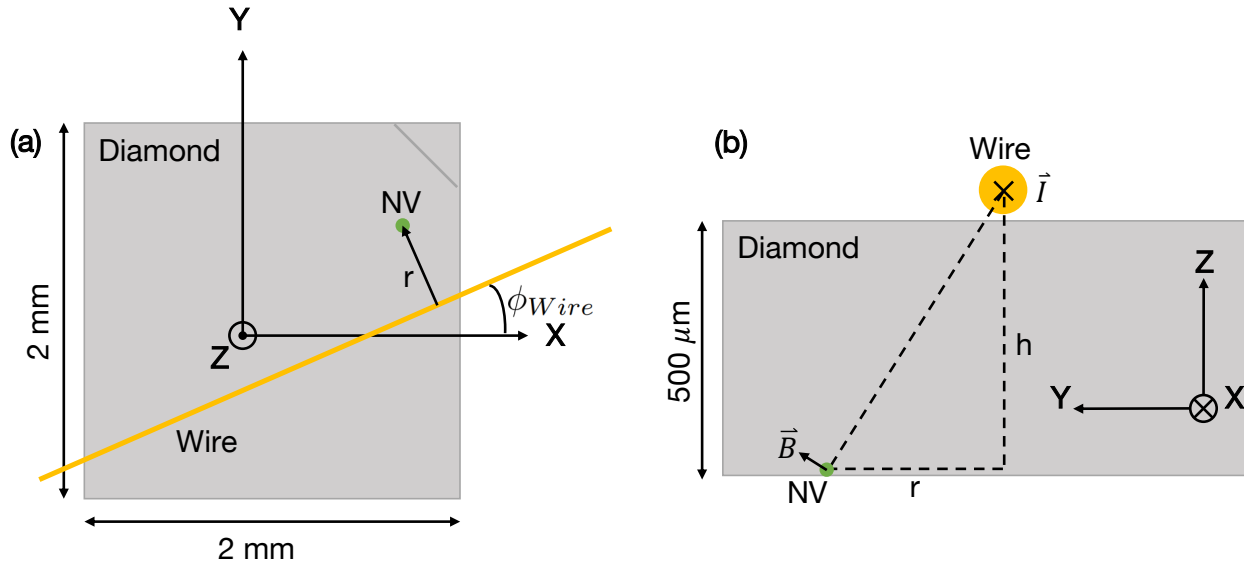 (a)
Y
Diamond
NV
r
ϕ_Wire
X
Z
Wire
2 mm
2 mm
(b)
Wire
I⃗
Diamond
500 μm
Z
h
Y
X
B⃗
NV
r